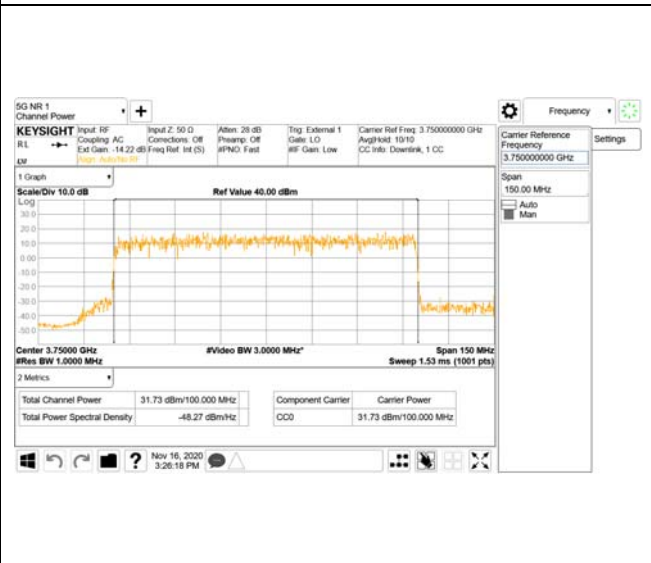 5G NR 1
Channel Power
+
Frequency
KEYSIGHT
Input: RF
Coupling: AC
Ext Gain: -14.22 dB
Align: Auto/No RF
Input Z: 50 Ω
Corrections: Off
Freq Ref: Int (S)
Atten: 28 dB
Preamp: Off
#PNO: Fast
Trig: External 1
Gate: LO
#IF Gain: Low
Carrier Ref Freq: 3.750000000 GHz
Avg|Hold: 10/10
CC Info: Downlink, 1 CC
Carrier Reference
Frequency
3.750000000 GHz
Settings
Span
150.00 MHz
Auto
Man
1 Graph
Scale/Div 10.0 dB
Ref Value 40.00 dBm
Log
30.0
20.0
10.0
0.00
-10.0
-20.0
-30.0
-40.0
-50.0
Center 3.75000 GHz
#Video BW 3.0000 MHz*
Span 150 MHz
#Res BW 1.0000 MHz
Sweep 1.53 ms (1001 pts)
2 Metrics
Total Channel Power 31.73 dBm/100.000 MHz
Total Power Spectral Density -48.27 dBm/Hz
Component Carrier Carrier Power
CC0 31.73 dBm/100.000 MHz
?
Nov 16, 2020
3:26:18 PM